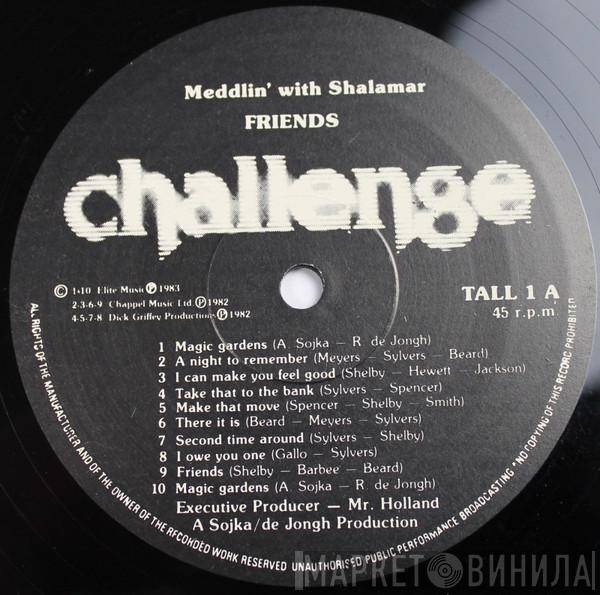 Meddlin' with Shalamar
FRIENDS
challenge
© 1+10 Elite Music Ⓟ 1983
2-3-6-9 Chappel Music Ltd. Ⓟ 1982
4-5-7-8 Dick Griffey Productions Ⓟ 1982
TALL 1 A
45 r.p.m.
1 Magic gardens (A. Sojka – R. de Jongh)
2 A night to remember (Meyers – Sylvers – Beard)
3 I can make you feel good (Shelby – Hewett – Jackson)
4 Take that to the bank (Sylvers – Spencer)
5 Make that move (Spencer – Shelby – Smith)
6 There it is (Beard – Meyers – Sylvers)
7 Second time around (Sylvers – Shelby)
8 I owe you one (Gallo – Sylvers)
9 Friends (Shelby – Barbee – Beard)
10 Magic gardens (A. Sojka – R. de Jongh)
Executive Producer – Mr. Holland
A Sojka/de Jongh Production
ALL RIGHTS OF THE MANUFACTURER AND OF THE OWNER OF THE RECORDED WORK RESERVED UNAUTHORISED PUBLIC PERFORMANCE BROADCASTING AND COPYING OF THIS RECORD PROHIBITED
МАРКЕТ ВИНИЛА